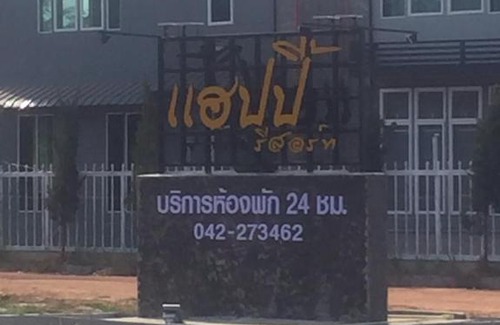 แฮปปี้
รีสอร์ท
บริการห้องพัก 24 ชม.
042-273462